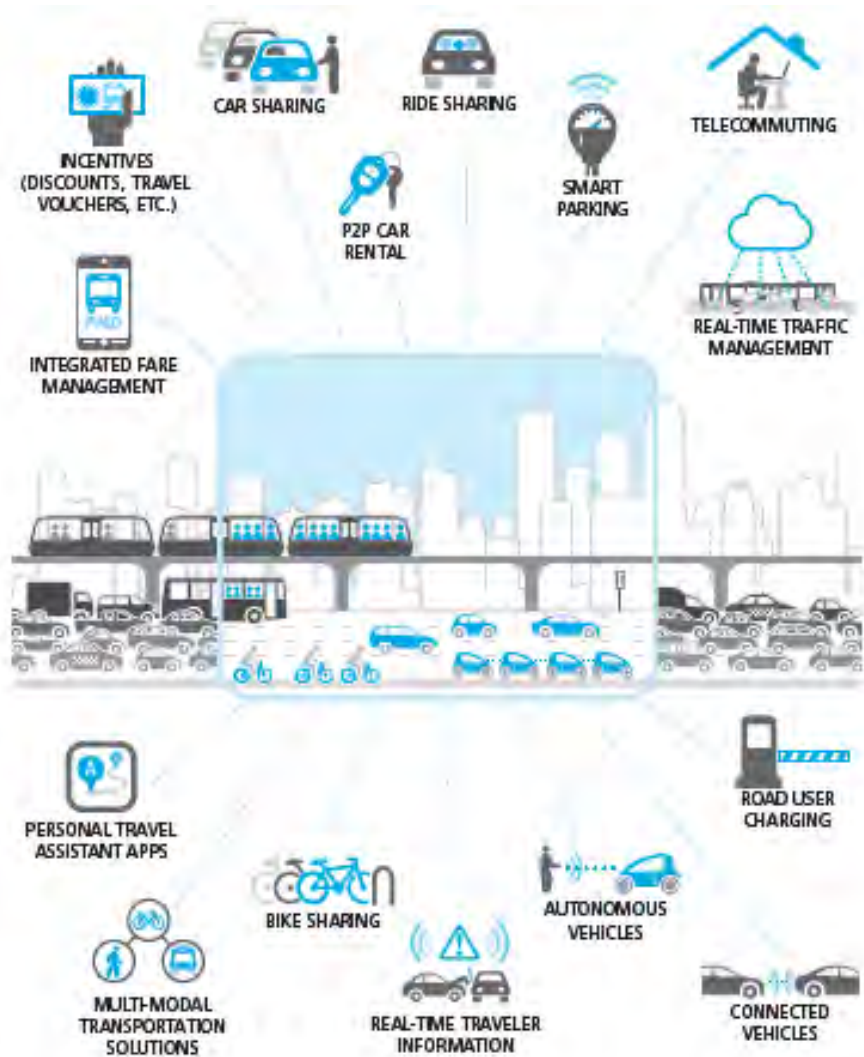 CAR SHARING
RIDE SHARING
TELECOMMUTING
INCENTIVES
(DISCOUNTS, TRAVEL
VOUCHERS, ETC.)
P2P CAR
RENTAL
SMART
PARKING
INTEGRATED FARE
MANAGEMENT
PAID
REAL-TIME TRAFFIC
MANAGEMENT
PERSONAL TRAVEL
ASSISTANT APPS
ROAD USER
CHARGING
BIKE SHARING
AUTONOMOUS
VEHICLES
MULTI-MODAL
TRANSPORTATION
SOLUTIONS
REAL-TIME TRAVELER
INFORMATION
CONNECTED
VEHICLES